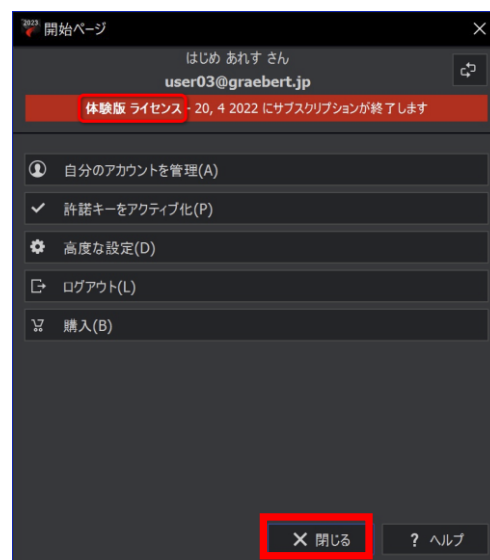 2023 開始ページ
はじめ あれす さん
user03@graebert.jp
体験版 ライセンス - 20, 4 2022 にサブスクリプションが終了します
自分のアカウントを管理(A)
許諾キーをアクティブ化(P)
高度な設定(D)
ログアウト(L)
購入(B)
閉じる ? ヘルプ